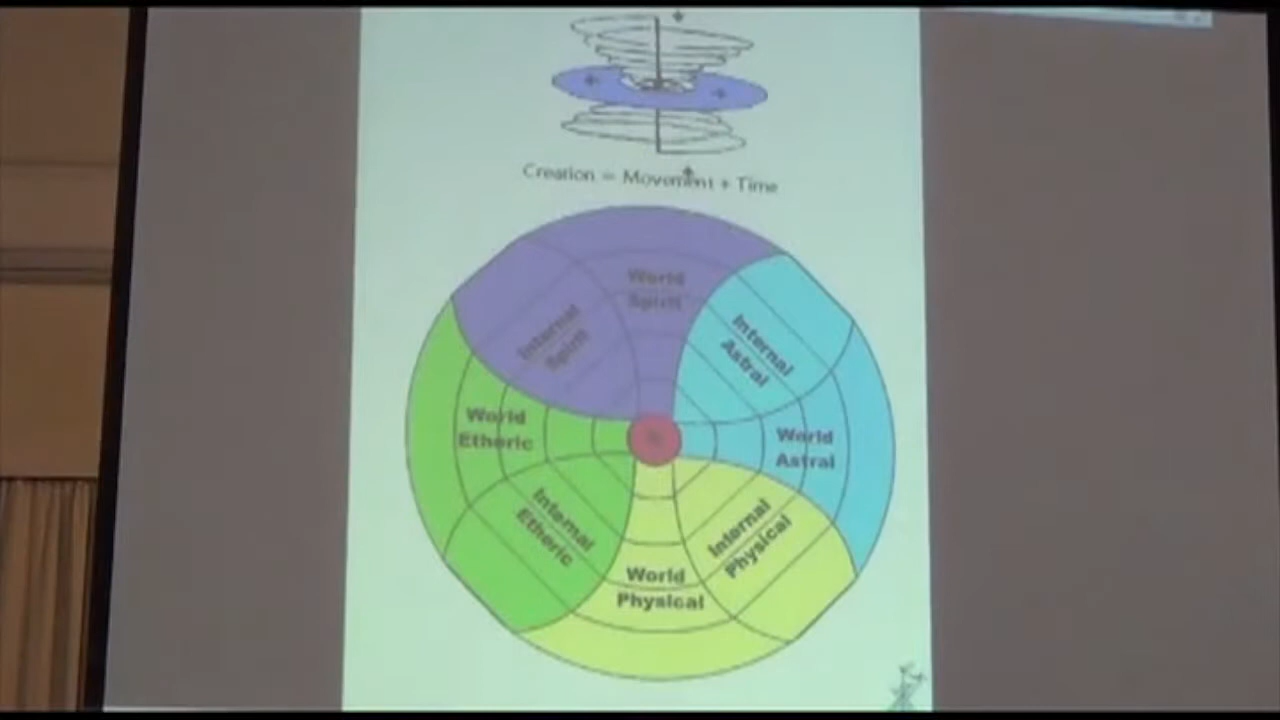 Creation = Movement + Time
World
Spirit
Internal
Spirit
Internal
Astral
World
Etheric
World
Astral
Internal
Etheric
Internal
Physical
World
Physical